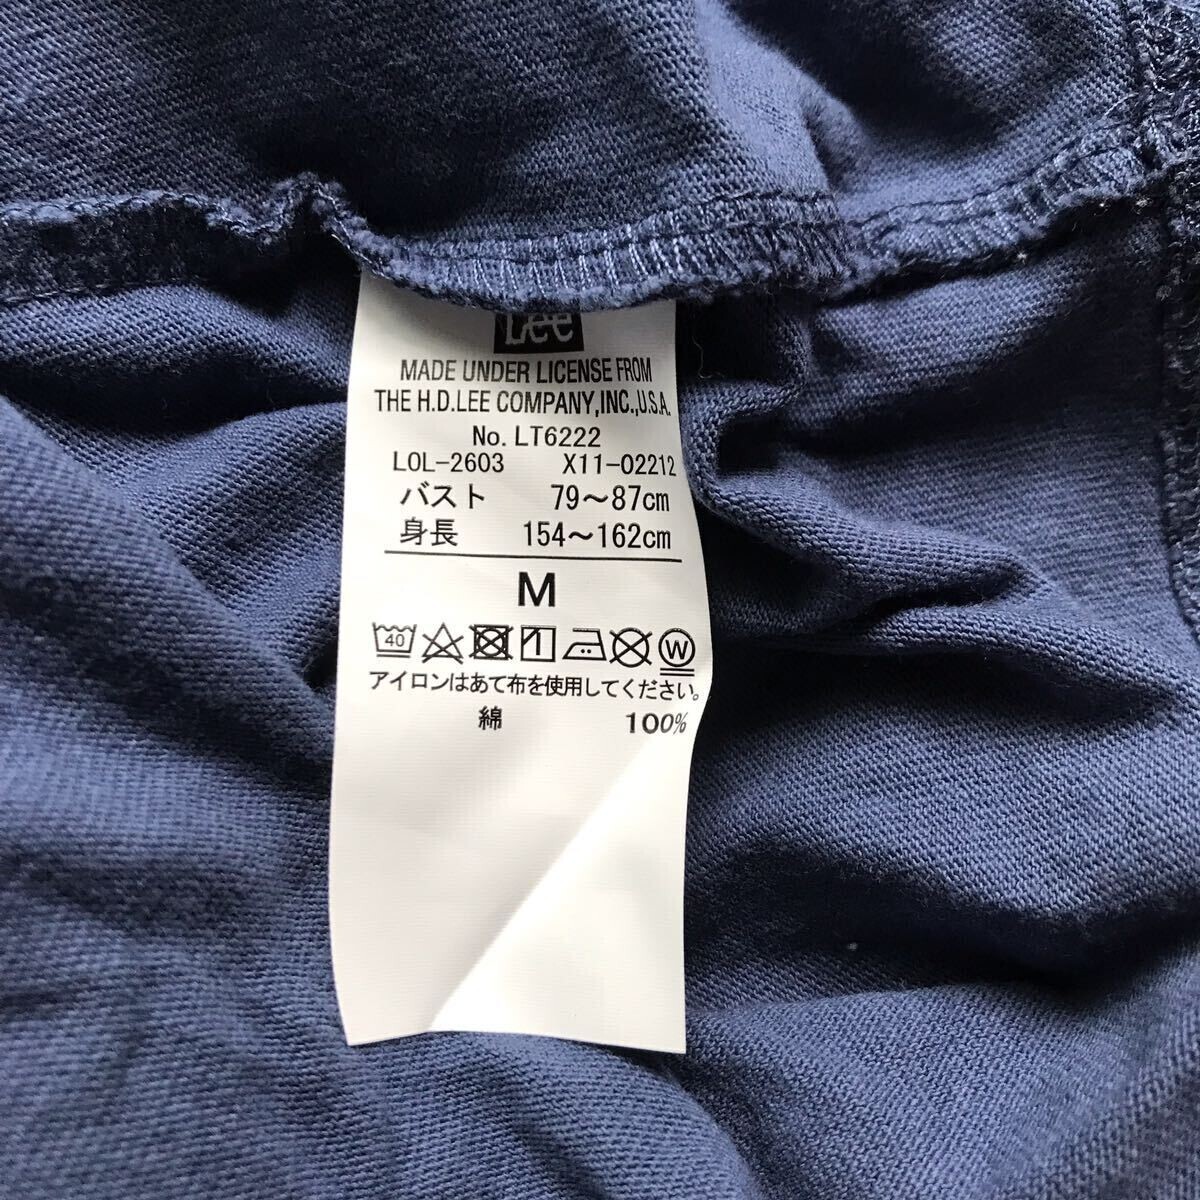 Lee
MADE UNDER LICENSE FROM
THE H.D.LEE COMPANY,INC.,U.S.A.
No. LT6222
LOL-2603 X11-02212
バスト 79～87cm
身長 154～162cm
M
40 W
アイロンはあて布を使用してください。
綿 100%